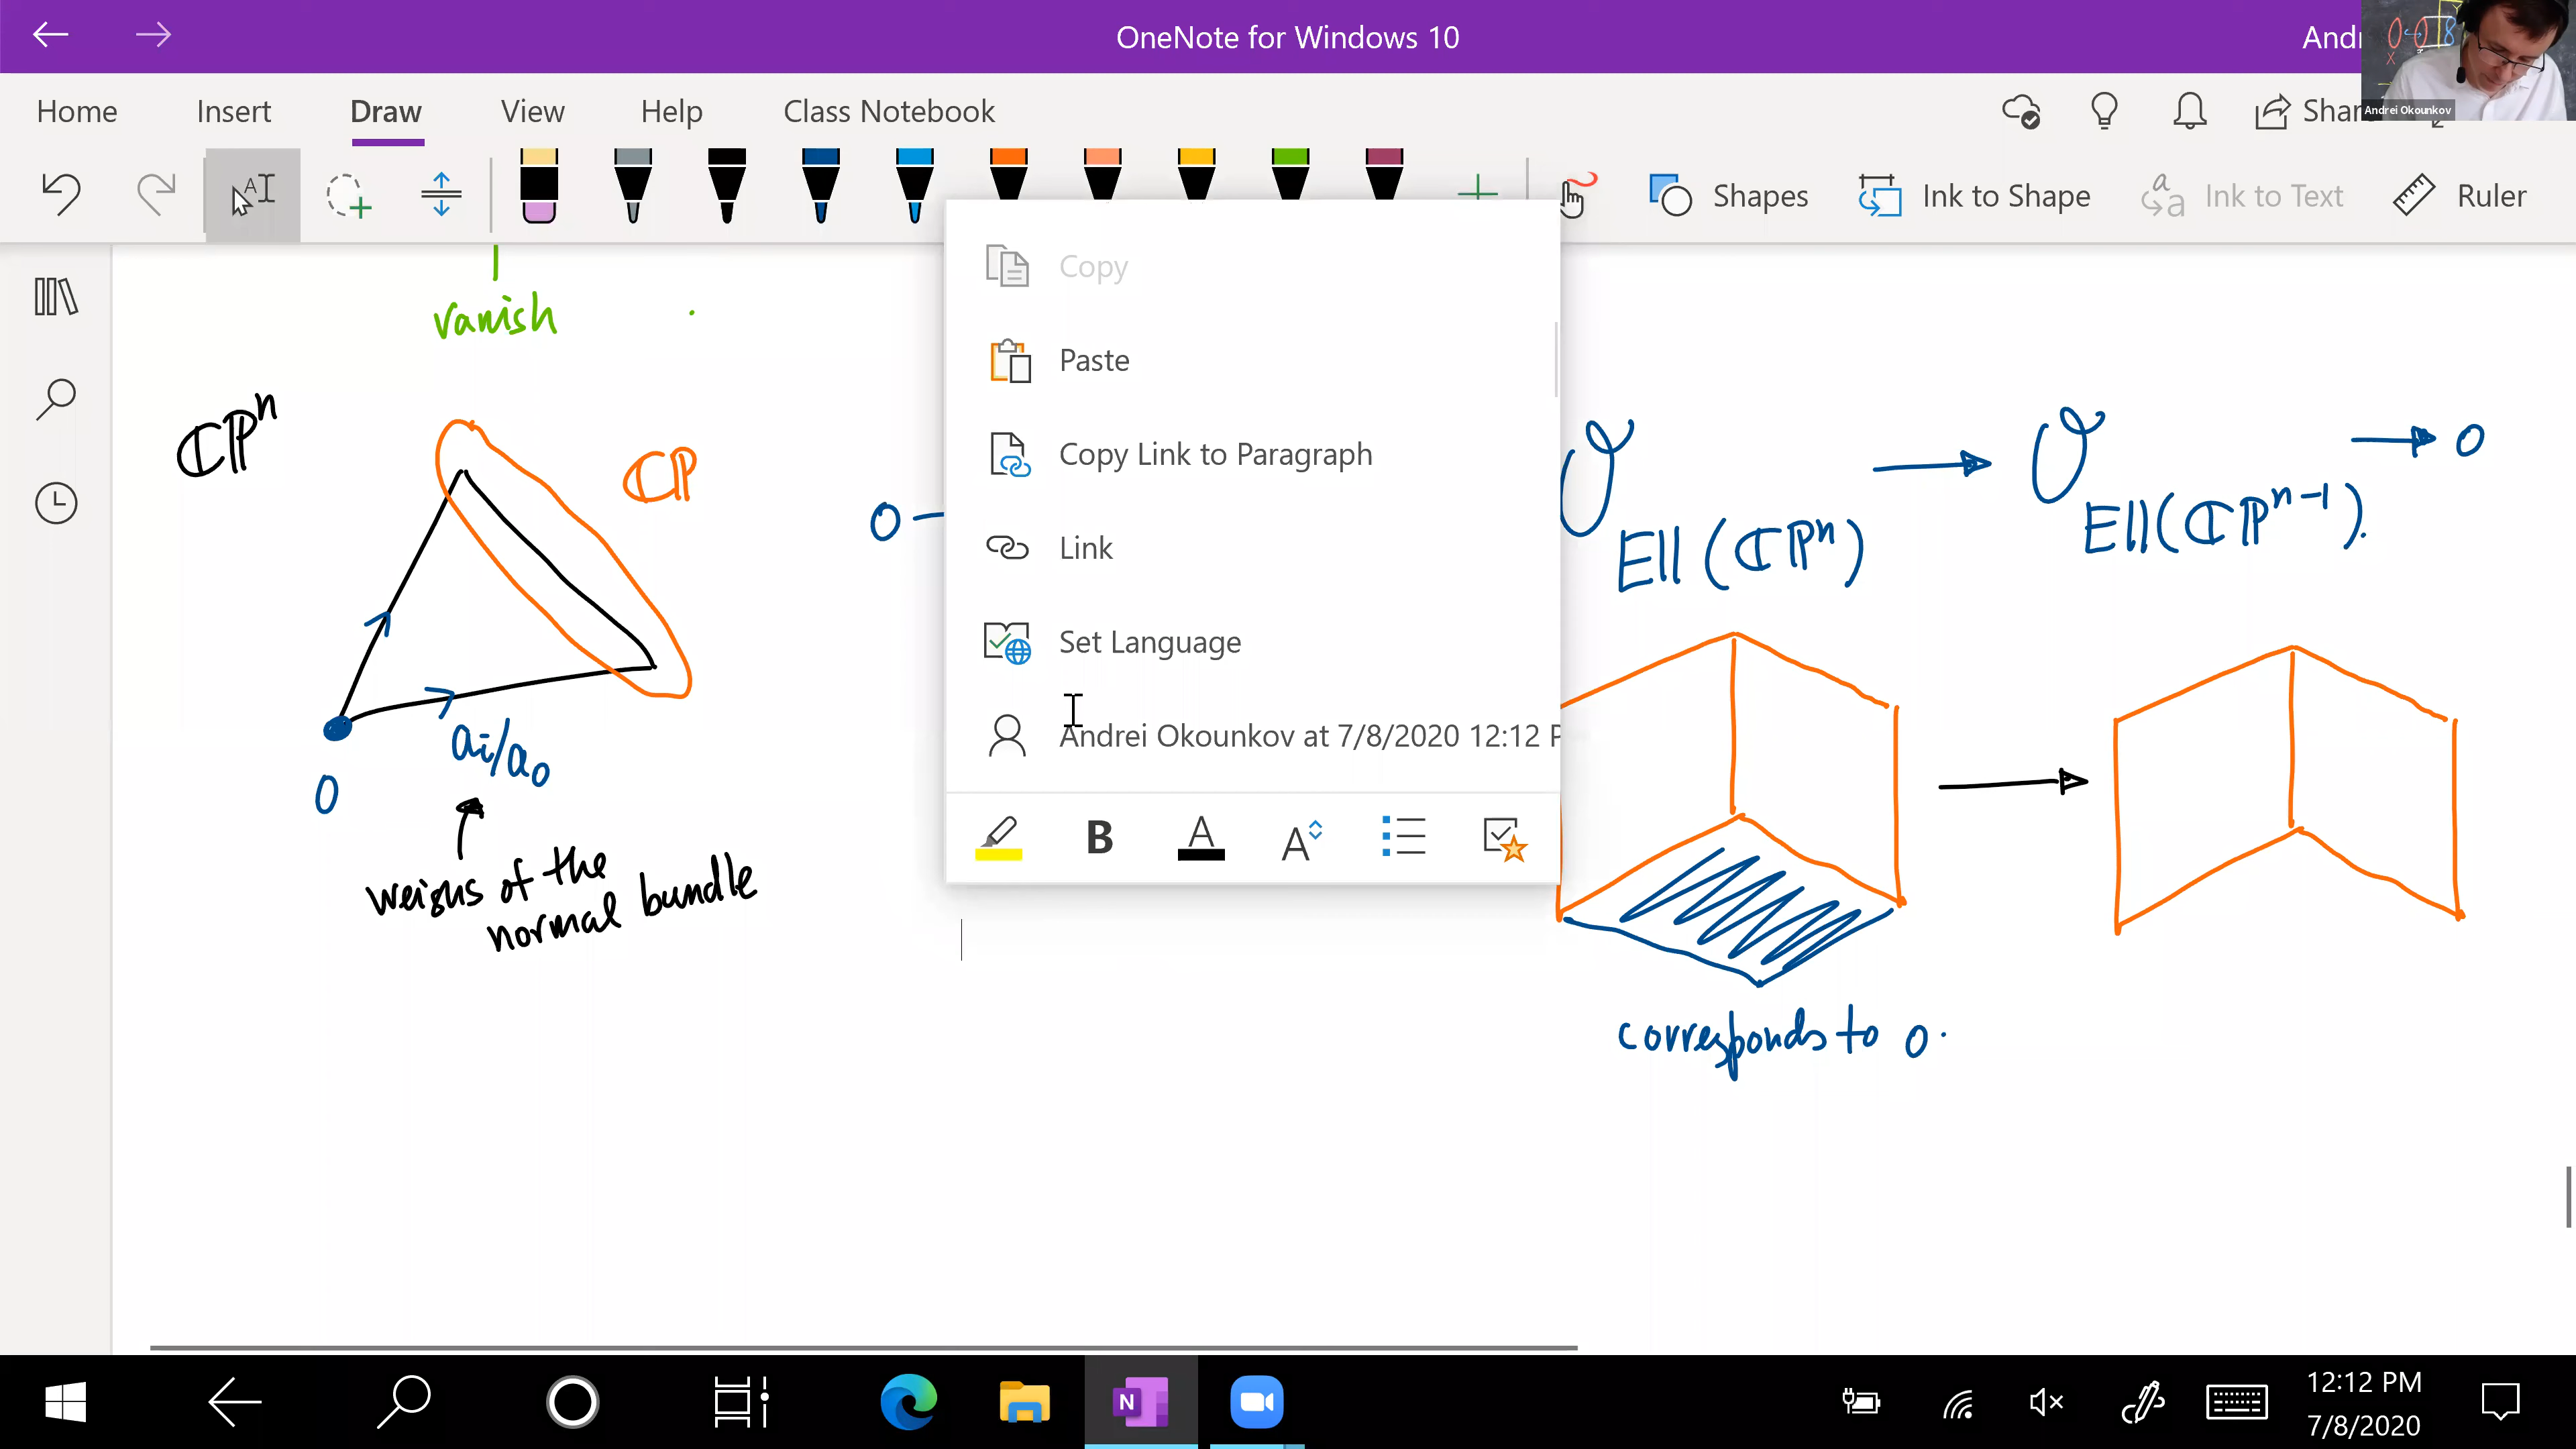 OneNote for Windows 10
Andr
Andrei Okounkov
Home Insert Draw View Help Class Notebook Shar
Shapes Ink to Shape Ink to Text Ruler
Copy
Paste
Copy Link to Paragraph
Link
Set Language
Andrei Okounkov at 7/8/2020 12:12 P
vanish
ℂℙⁿ
ℂℙ
0
aᵢ/a₀
weighs of the
normal bundle
0 —
𝒪 Ell(ℂℙⁿ) → 𝒪 Ell(ℂℙⁿ⁻¹). → 0
corresponds to 0.
12:12 PM
7/8/2020